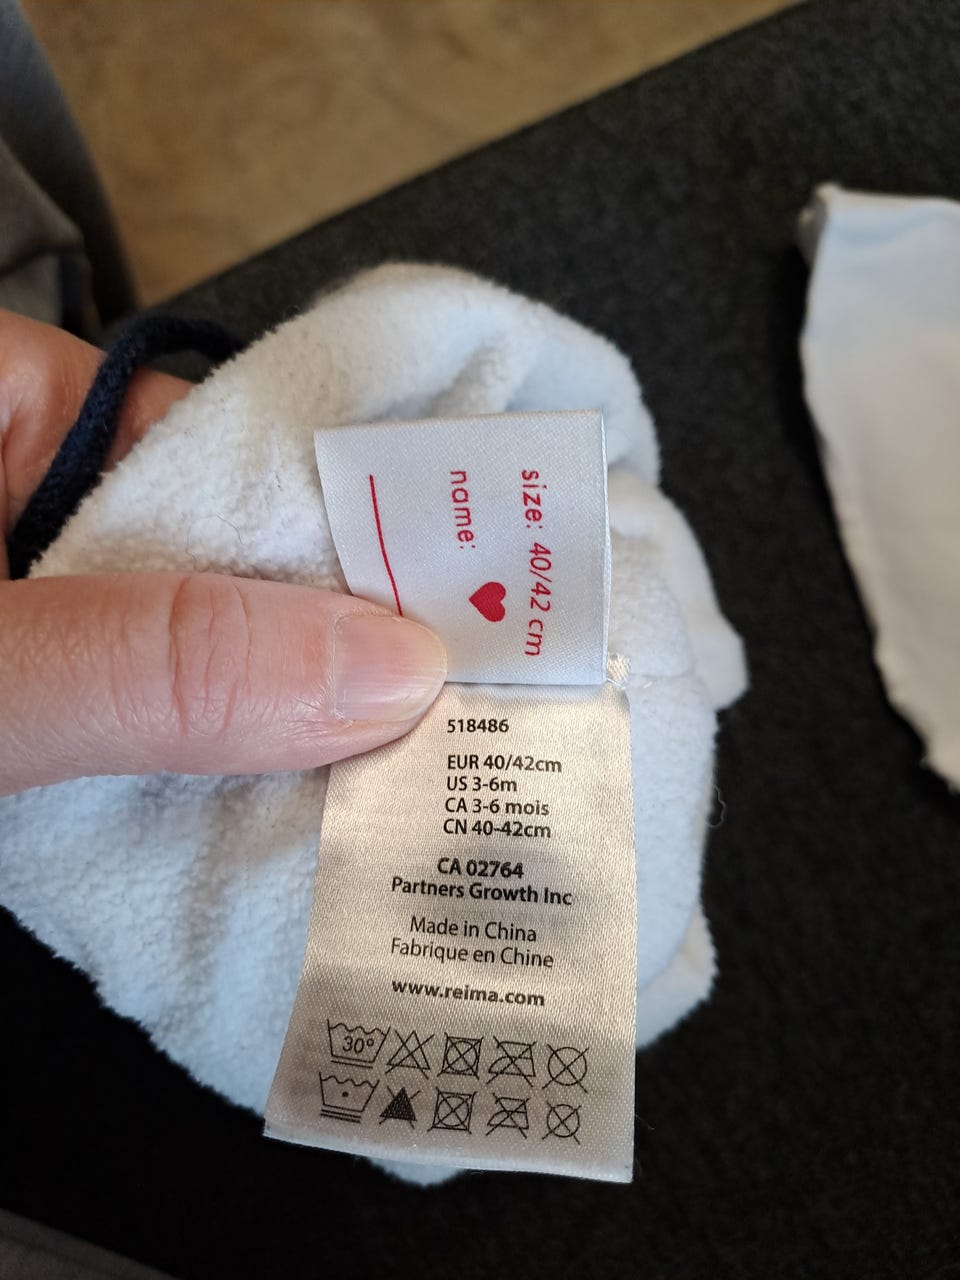 size: 40/42 cm
name:
518486
EUR 40/42cm
US 3-6m
CA 3-6 mois
CN 40-42cm
CA 02764
Partners Growth Inc
Made in China
Fabrique en Chine
www.reima.com
30°